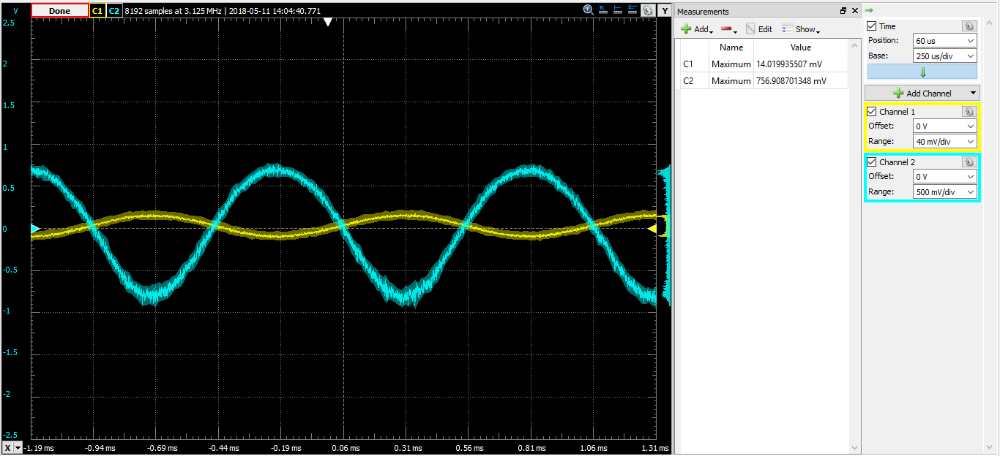 V Done C1 C2 8192 samples at 3.125 MHz | 2018-05-11 14:04:40.771 Y
2.5
2
1.5
1
0.5
0
-0.5
-1
-1.5
-2
-2.5
X -1.19 ms -0.94 ms -0.69 ms -0.44 ms -0.19 ms 0.06 ms 0.31 ms 0.56 ms 0.81 ms 1.06 ms 1.31 ms
Measurements
Add Edit Show
Name Value
C1 Maximum 14.019935507 mV
C2 Maximum 756.908701348 mV
Time
Position: 60 us
Base: 250 us/div
Add Channel
Channel 1
Offset: 0 V
Range: 40 mV/div
Channel 2
Offset: 0 V
Range: 500 mV/div